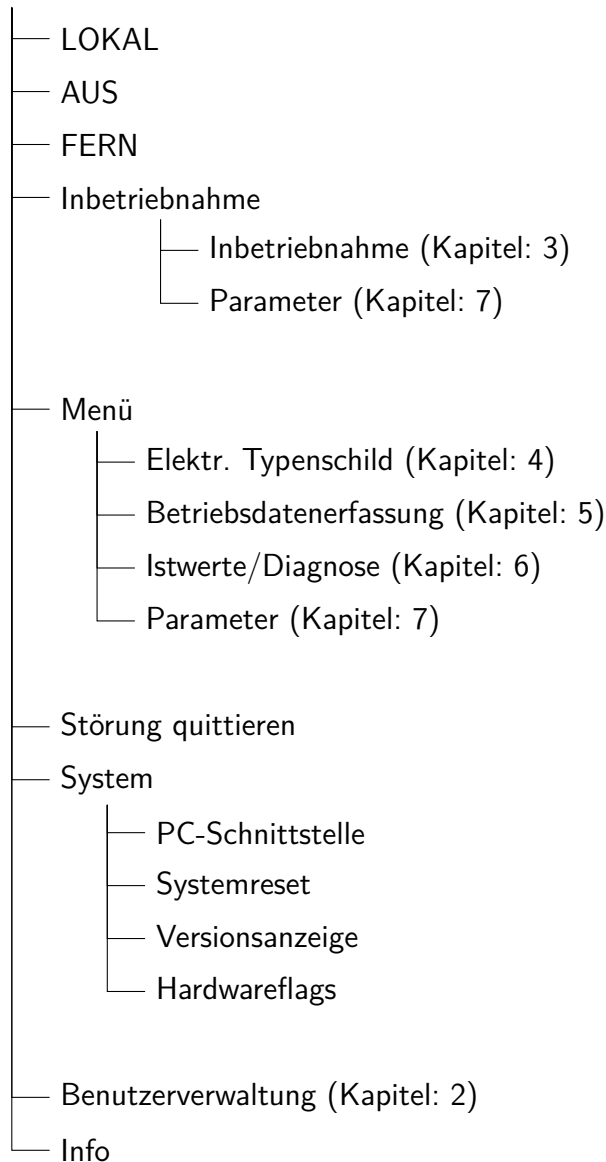 LOKAL
AUS
FERN
Inbetriebnahme
Inbetriebnahme (Kapitel: 3)
Parameter (Kapitel: 7)
Menü
Elektr. Typenschild (Kapitel: 4)
Betriebsdatenerfassung (Kapitel: 5)
Istwerte/Diagnose (Kapitel: 6)
Parameter (Kapitel: 7)
Störung quittieren
System
PC-Schnittstelle
Systemreset
Versionsanzeige
Hardwareflags
Benutzerverwaltung (Kapitel: 2)
Info